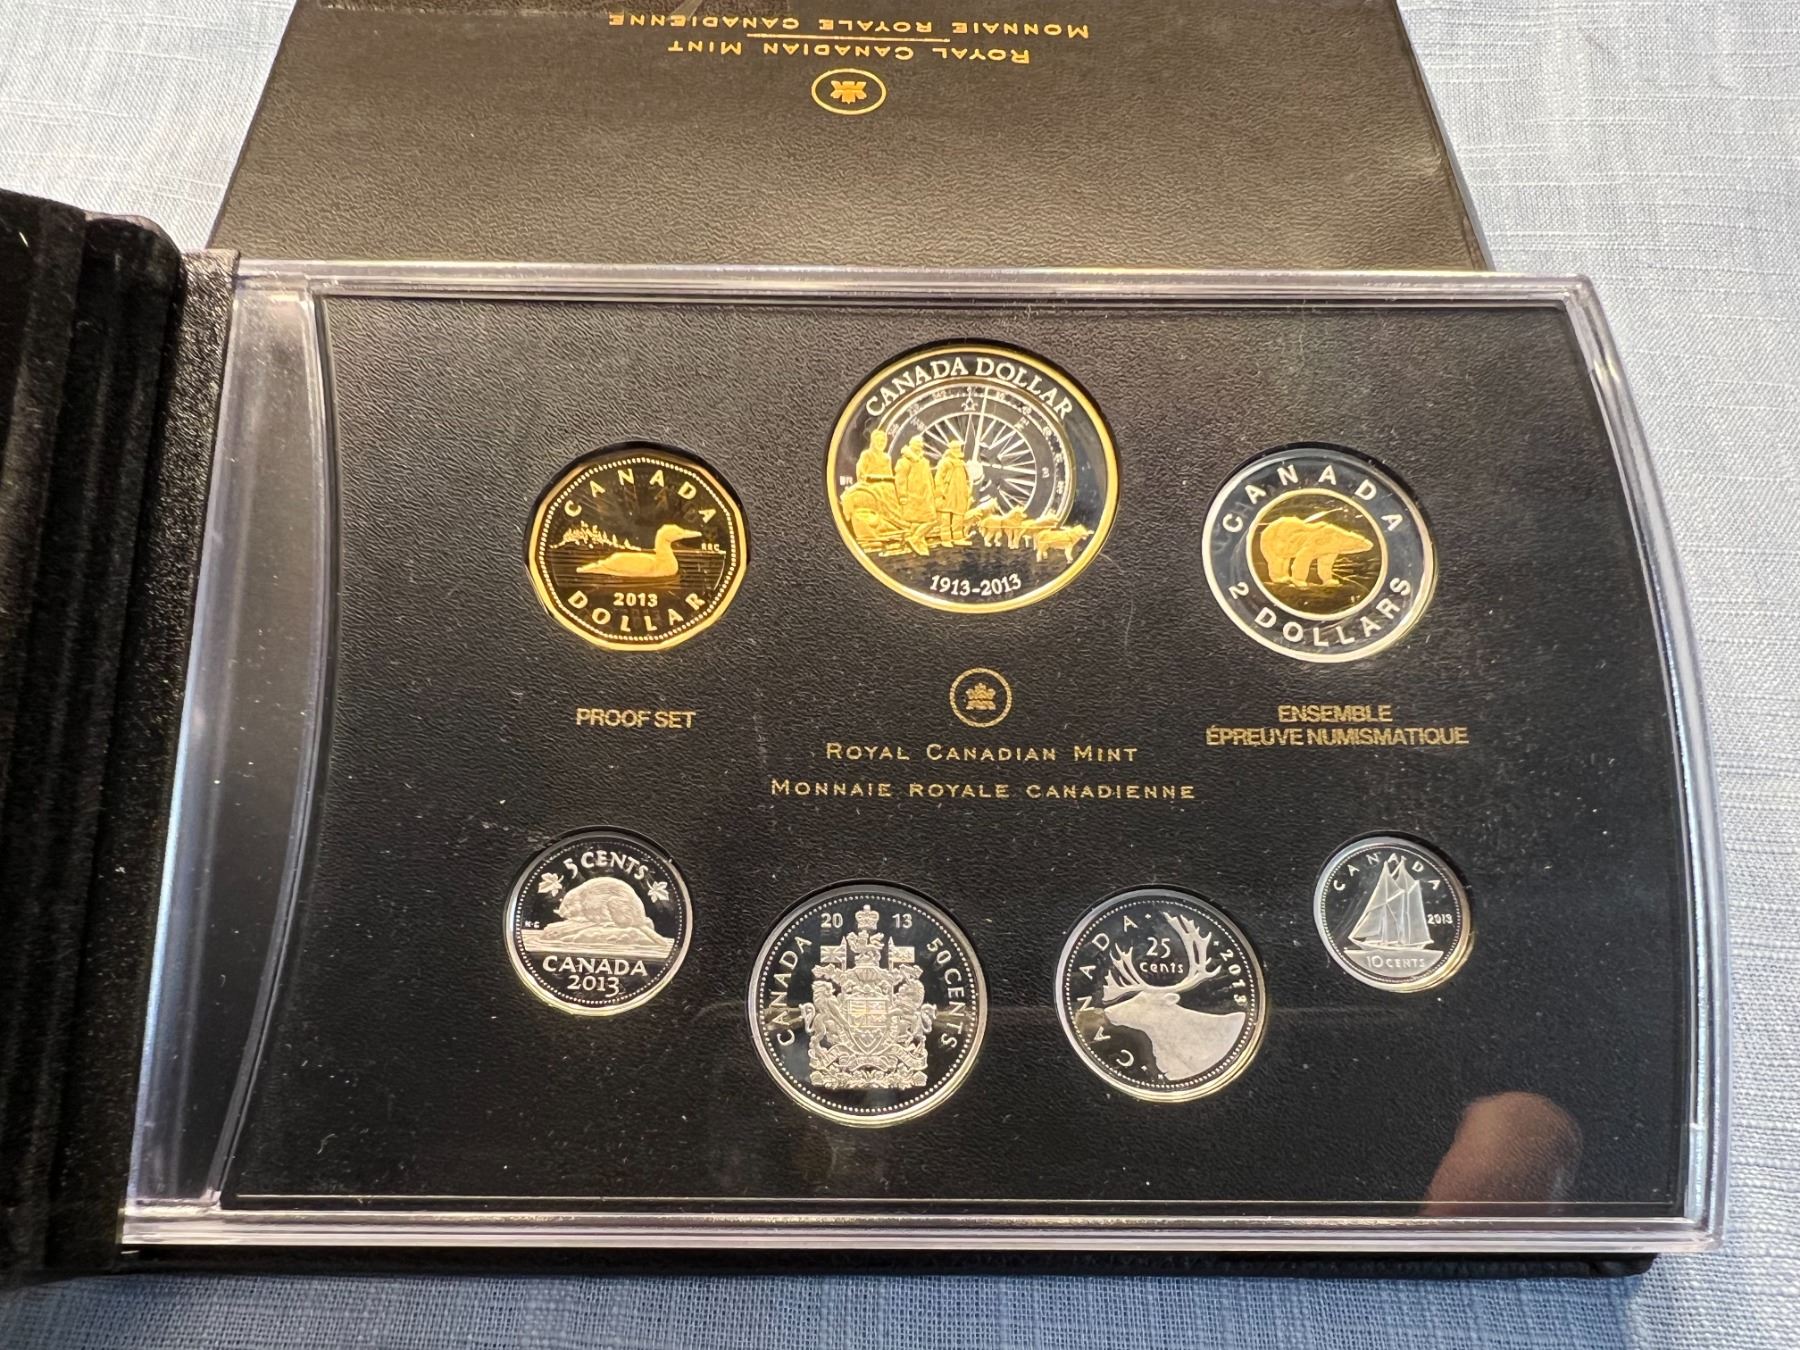 ROYAL CANADIAN MINT
MONNAIE ROYALE CANADIENNE
CANADA DOLLAR
1913-2013
CANADA
RRC
2013
DOLLAR
CANADA
2 DOLLARS
PROOF SET
ROYAL CANADIAN MINT
MONNAIE ROYALE CANADIENNE
ENSEMBLE
ÉPREUVE NUMISMATIQUE
5 CENTS
K·G
CANADA
2013
2013
CANADA
50 CENTS
CANADA
25
cents
2013
CANADA
2013
10 CENTS